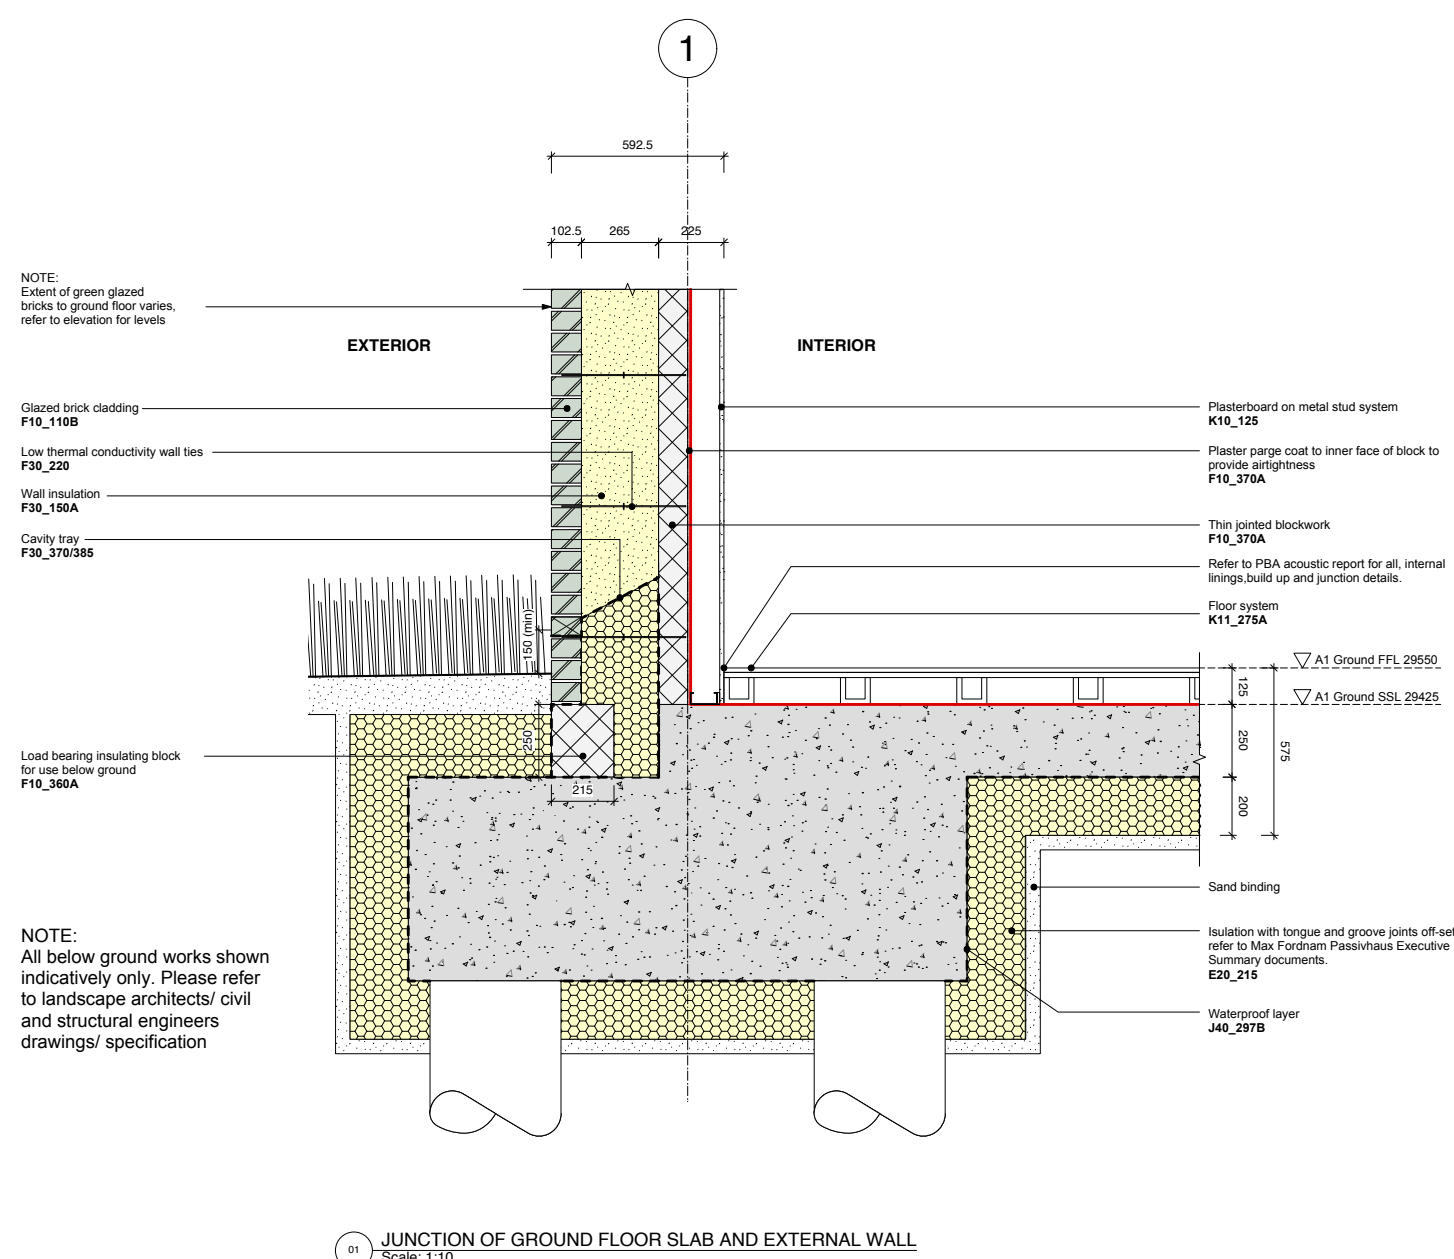 1
592.5
102.5
265
225
NOTE:
Extent of green glazed
bricks to ground floor varies,
refer to elevation for levels
EXTERIOR
INTERIOR
Glazed brick cladding
F10_110B
Low thermal conductivity wall ties
F30_220
Wall insulation
F30_150A
Cavity tray
F30_370/385
150 (min)
250
215
Load bearing insulating block
for use below ground
F10_360A
NOTE:
All below ground works shown
indicatively only. Please refer
to landscape architects/ civil
and structural engineers
drawings/ specification
Plasterboard on metal stud system
K10_125
Plaster parge coat to inner face of block to
provide airtightness
F10_370A
Thin jointed blockwork
F10_370A
Refer to PBA acoustic report for all, internal
linings,build up and junction details.
Floor system
K11_275A
A1 Ground FFL 29550
A1 Ground SSL 29425
125
250
200
575
Sand binding
Isulation with tongue and groove joints off-set
refer to Max Fordnam Passivhaus Executive
Summary documents.
E20_215
Waterproof layer
J40_297B
01
JUNCTION OF GROUND FLOOR SLAB AND EXTERNAL WALL
Scale: 1:10